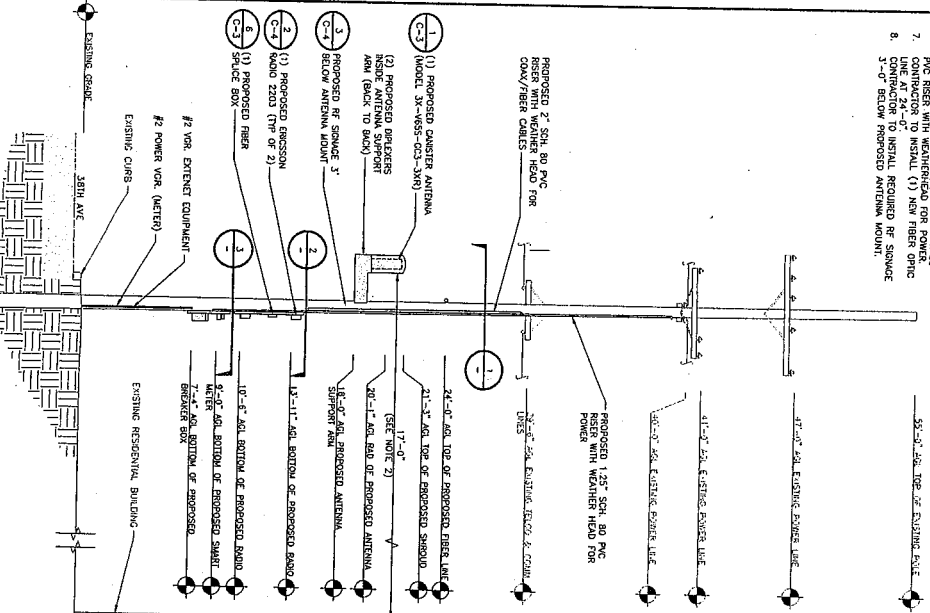 PVC RISER WITH WEATHERHEAD FOR POWER.
7. CONTRACTOR TO INSTALL (1) NEW FIBER OPTIC
LINE AT 24'-0".
8. CONTRACTOR TO INSTALL REQUIRED RF SIGNAGE
3'-0" BELOW PROPOSED ANTENNA MOUNT.
PROPOSED 2" SCH. 80 PVC
RISER WITH WEATHER HEAD FOR
COAX/FIBER CABLES
1
C-3
(1) PROPOSED CANISTER ANTENNA
(MODEL 3X-V65S-GC3-3XR)
(2) PROPOSED DIPLEXERS
INSIDE ANTENNA SUPPORT
ARM (BACK TO BACK)
3
C-4
PROPOSED RF SIGNAGE 3'
BELOW ANTENNA MOUNT
2
C-4
(1) PROPOSED ERICSSON
RADIO 2203 (TYP OF 2)
6
C-3
(1) PROPOSED FIBER
SPLICE BOX
EXISTING GRADE
38TH AVE
#2 VGR. EXTENET EQUIPMENT
#2 POWER VGR. (METER)
EXISTING CURB
1
-
2
-
3
-
55'-0" AGL TOP OF EXISTING POLE
47'-0" AGL EXISTING POWER LINE
41'-0" AGL EXISTING POWER LINE
AGL EXISTING POWER LINE
PROPOSED 1.25" SCH. 80 PVC
RISER WITH WEATHER HEAD FOR
POWER
AGL EXISTING TELCO & COMM
LINES
24'-0" AGL TOP OF PROPOSED FIBER LINE
21'-3" AGL TOP OF PROPOSED SHROUD
17'-0"
(SEE NOTE 2)
20'-1" AGL RAD OF PROPOSED ANTENNA
18'-0" AGL PROPOSED ANTENNA
SUPPORT ARM
13'-11" AGL BOTTOM OF PROPOSED RADIO
10'-6" AGL BOTTOM OF PROPOSED RADIO
9'-0" AGL BOTTOM OF PROPOSED SMART
METER
7'-4" AGL BOTTOM OF PROPOSED
BREAKER BOX
EXISTING RESIDENTIAL BUILDING